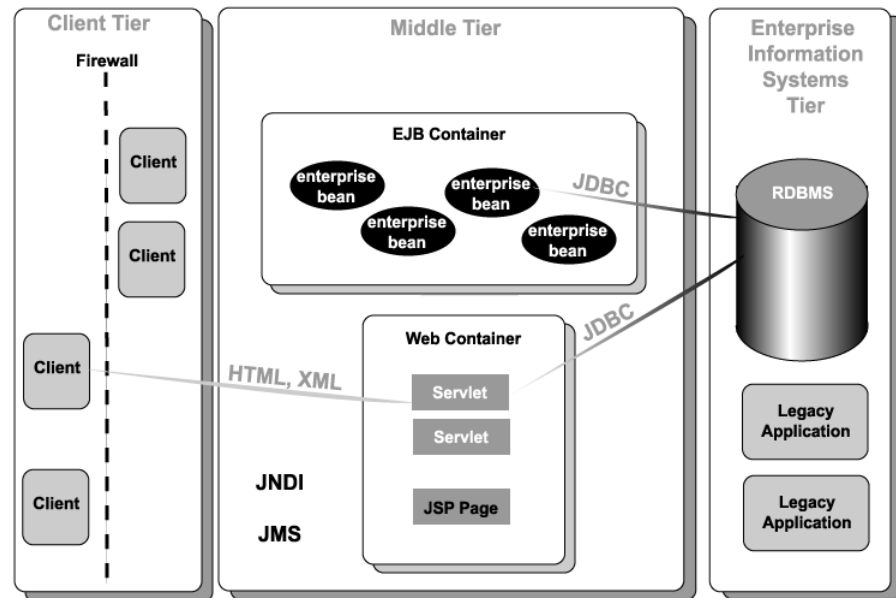 Client Tier
Firewall
Client
Client
Client
Client
Middle Tier
EJB Container
enterprise
bean
enterprise
bean
enterprise
bean
enterprise
bean
JDBC
JDBC
Web Container
HTML, XML
Servlet
Servlet
JSP Page
JNDI
JMS
Enterprise
Information
Systems
Tier
RDBMS
Legacy
Application
Legacy
Application